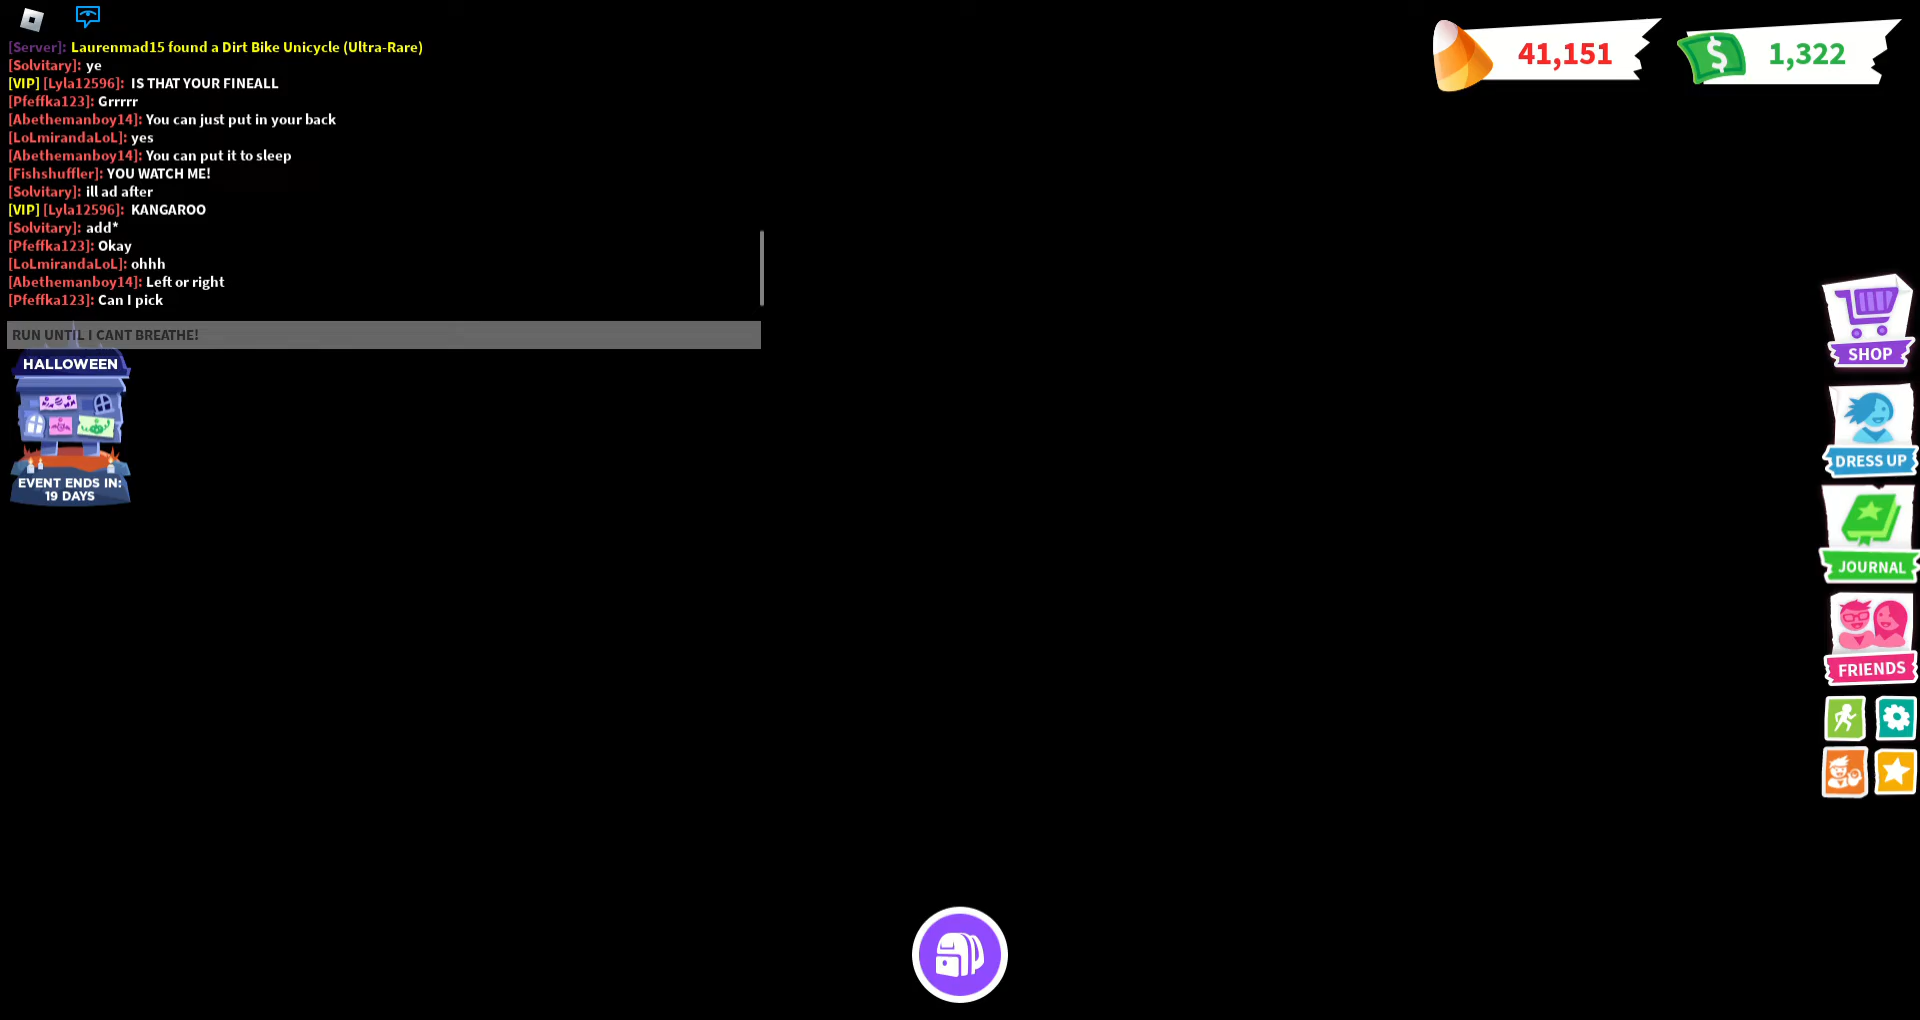 [Server]: Laurenmad15 found a Dirt Bike Unicycle (Ultra-Rare)
[Solvitary]: ye
[VIP] [Lyla12596]: IS THAT YOUR FINEALL
[Pfeffka123]: Grrrrr
[Abethemanboy14]: You can just put in your back
[LoLmirandaLoL]: yes
[Abethemanboy14]: You can put it to sleep
[Fishshuffler]: YOU WATCH ME!
[Solvitary]: ill ad after
[VIP] [Lyla12596]: KANGAROO
[Solvitary]: add*
[Pfeffka123]: Okay
[LoLmirandaLoL]: ohhh
[Abethemanboy14]: Left or right
[Pfeffka123]: Can I pick
RUN UNTIL I CANT BREATHE!
HALLOWEEN
EVENT ENDS IN:
19 DAYS
41,151
$ 1,322
SHOP
DRESS UP
JOURNAL
FRIENDS